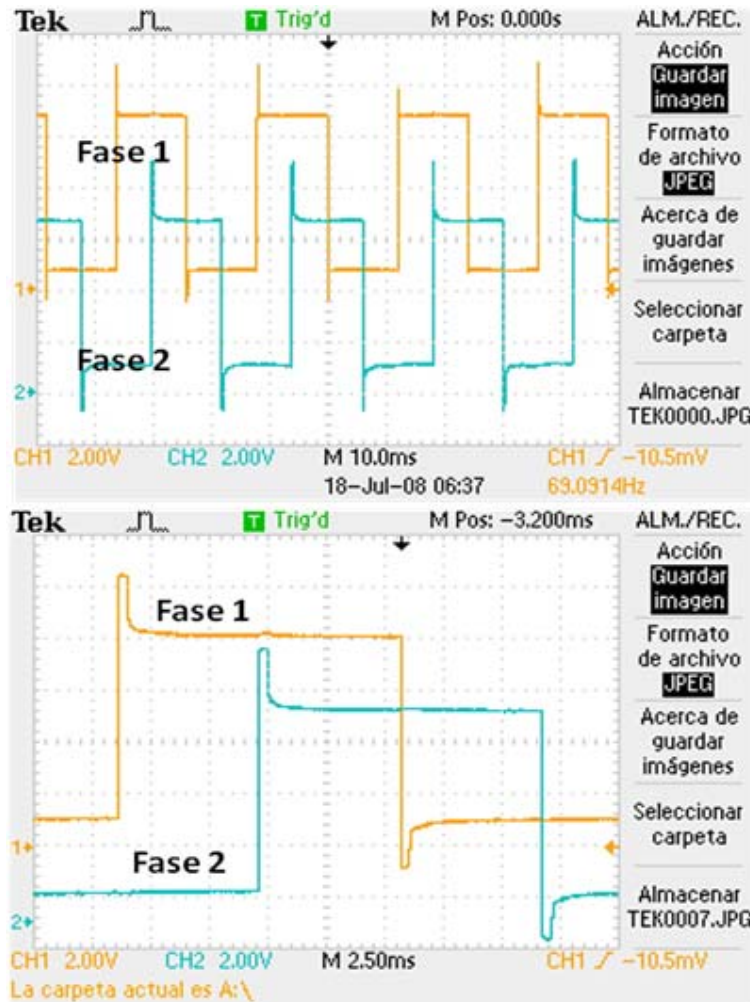 Tek T Trig'd M Pos: 0.000s ALM./REC.
Acción
Guardar
imagen
Formato
de archivo
JPEG
Acerca de
guardar
imágenes
Seleccionar
carpeta
Almacenar
TEK0000.JPG
Fase 1
1
Fase 2
2
CH1 2.00V CH2 2.00V M 10.0ms CH1 -10.5mV
18-Jul-08 06:37 69.0914Hz
Tek T Trig'd M Pos: -3.200ms ALM./REC.
Acción
Guardar
imagen
Formato
de archivo
JPEG
Acerca de
guardar
imágenes
Seleccionar
carpeta
Almacenar
TEK0007.JPG
Fase 1
1
Fase 2
2
CH1 2.00V CH2 2.00V M 2.50ms CH1 -10.5mV
La carpeta actual es A:\